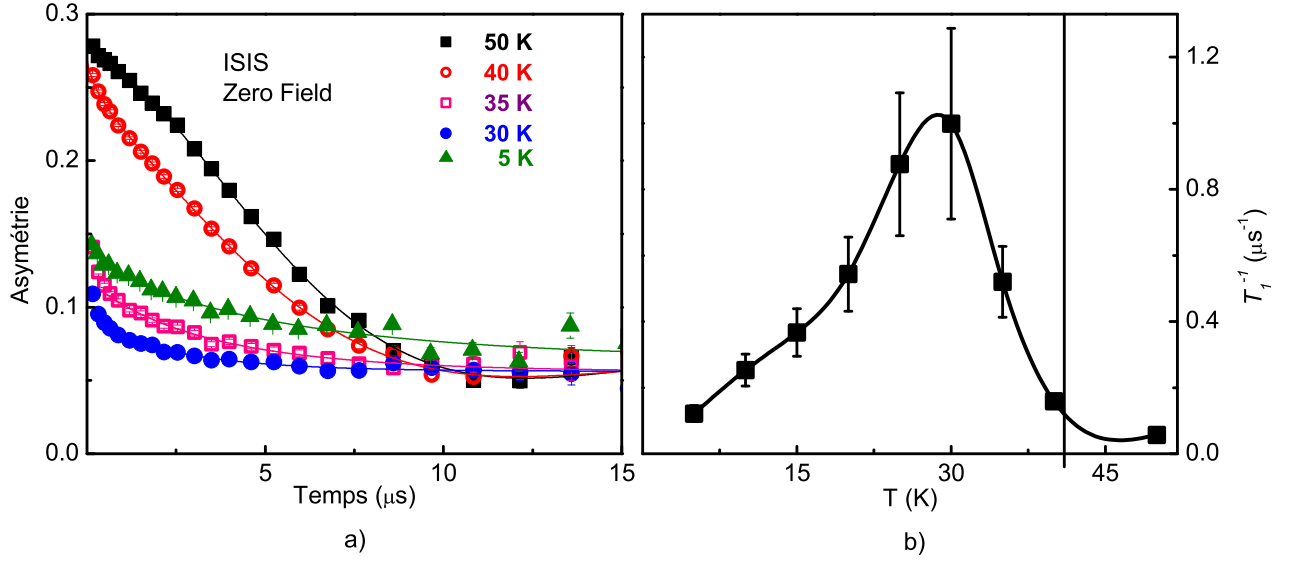 0.3
0.2
0.1
0.0
Asymétrie
ISIS
Zero Field
50 K
40 K
35 K
30 K
5 K
5
10
15
Temps (μs)
a)
1.2
0.8
0.4
0.0
T₁⁻¹ (μs⁻¹)
15
30
45
T (K)
b)